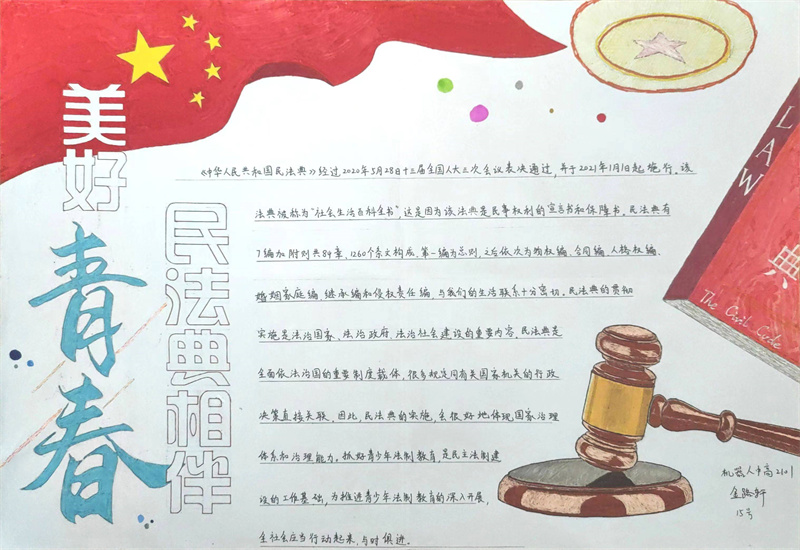 美好
青春
民法典相伴
《中华人民共和国民法典》经过2020年5月28日十三届全国人大三次会议表决通过，并于2021年1月1日起施行。该
法典被称为“社会生活百科全书”，这是因为该法典是民事权利的宣言书和保障书。民法典有
7编加附则共84章，1260个条文构成。第一编为总则，之后依次为物权编、合同编、人格权编、
婚姻家庭编、继承编和侵权责任编，与我们的生活联系十分密切。民法典的贯彻
实施是法治国家、法治政府、法治社会建设的重要内容。民法典是
全面依法治国的重要制度载体，很多规定同有关国家机关的行政
决策直接关联，因此，民法典的实施，会很好地体现国家治理
体系和治理能力。抓好青少年法制教育，是民主法制建
设的工作基础，为推进青少年法制教育的深入开展，
全社会应当行动起来，与时俱进。
LAW
典
The Civil Code
机器人中高2101
15号